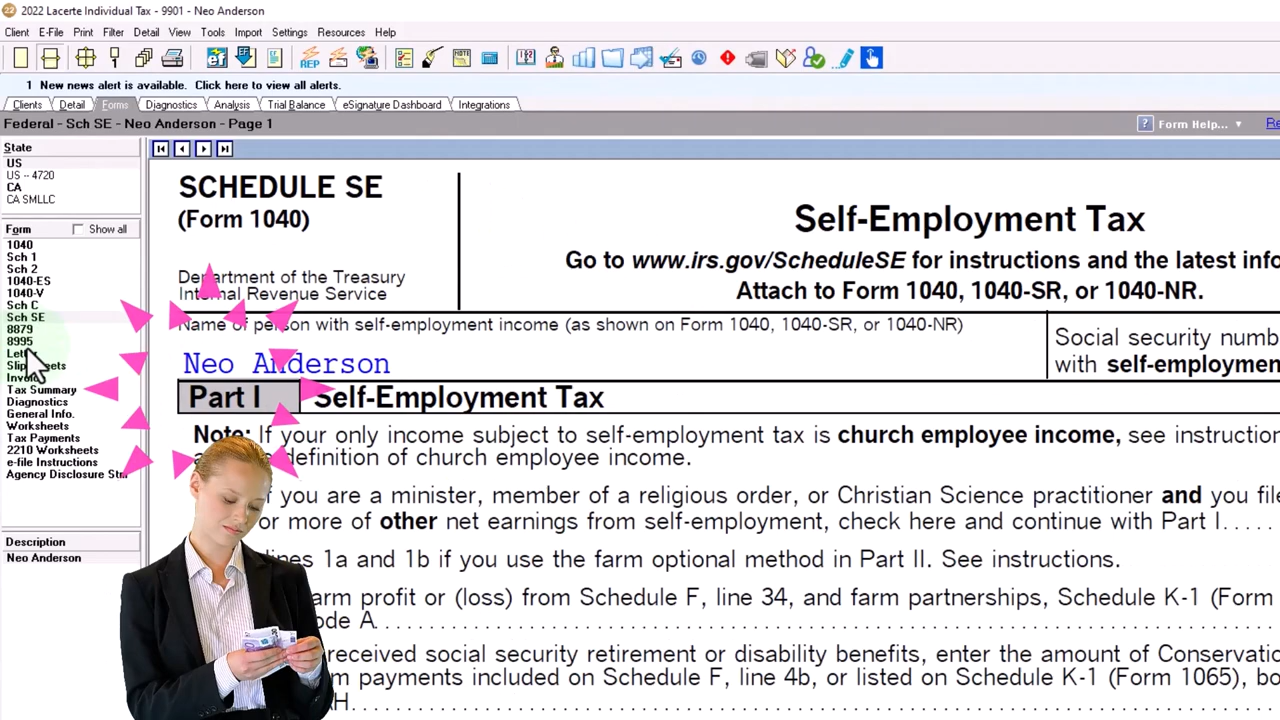 2022 Lacerte Individual Tax - 9901 - Neo Anderson
Client E-File Print Filter Detail View Tools Import Settings Resources Help
1 New news alert is available. Click here to view all alerts.
Clients Detail Forms Diagnostics Analysis Trial Balance eSignature Dashboard Integrations
Federal - Sch SE - Neo Anderson - Page 1
Form Help...
State
US
US -- 4720
CA
CA SMLLC
Form Show all
1040
Sch 1
Sch 2
1040-ES
1040-V
Sch C
Sch SE
8879
8995
Tax Summary
Diagnostics
General Info.
Worksheets
Tax Payments
2210 Worksheets
e-file Instructions
Agency Disclosure
Description
Neo Anderson
SCHEDULE SE
(Form 1040)
Department of the Treasury
Internal Revenue Service
Self-Employment Tax
Go to www.irs.gov/ScheduleSE for instructions and the latest
Attach to Form 1040, 1040-SR, or 1040-NR.
Name of person with self-employment income (as shown on Form 1040, 1040-SR, or 1040-NR)
Neo Anderson
Social security
with
Part I Self-Employment Tax
Note: If your only income subject to self-employment tax is church employee income, see
definition of church employee income.
If you are a minister, member of a religious order, or Christian Science practitioner and you
or more of other net earnings from self-employment, check here and continue with Part I.....
lines 1a and 1b if you use the farm optional method in Part II. See instructions.
farm profit or (loss) from Schedule F, line 34, and farm partnerships, Schedule K-1 (Form
code A
received social security retirement or disability benefits, enter the amount of
payments included on Schedule F, line 4b, or listed on Schedule K-1 (Form 1065),